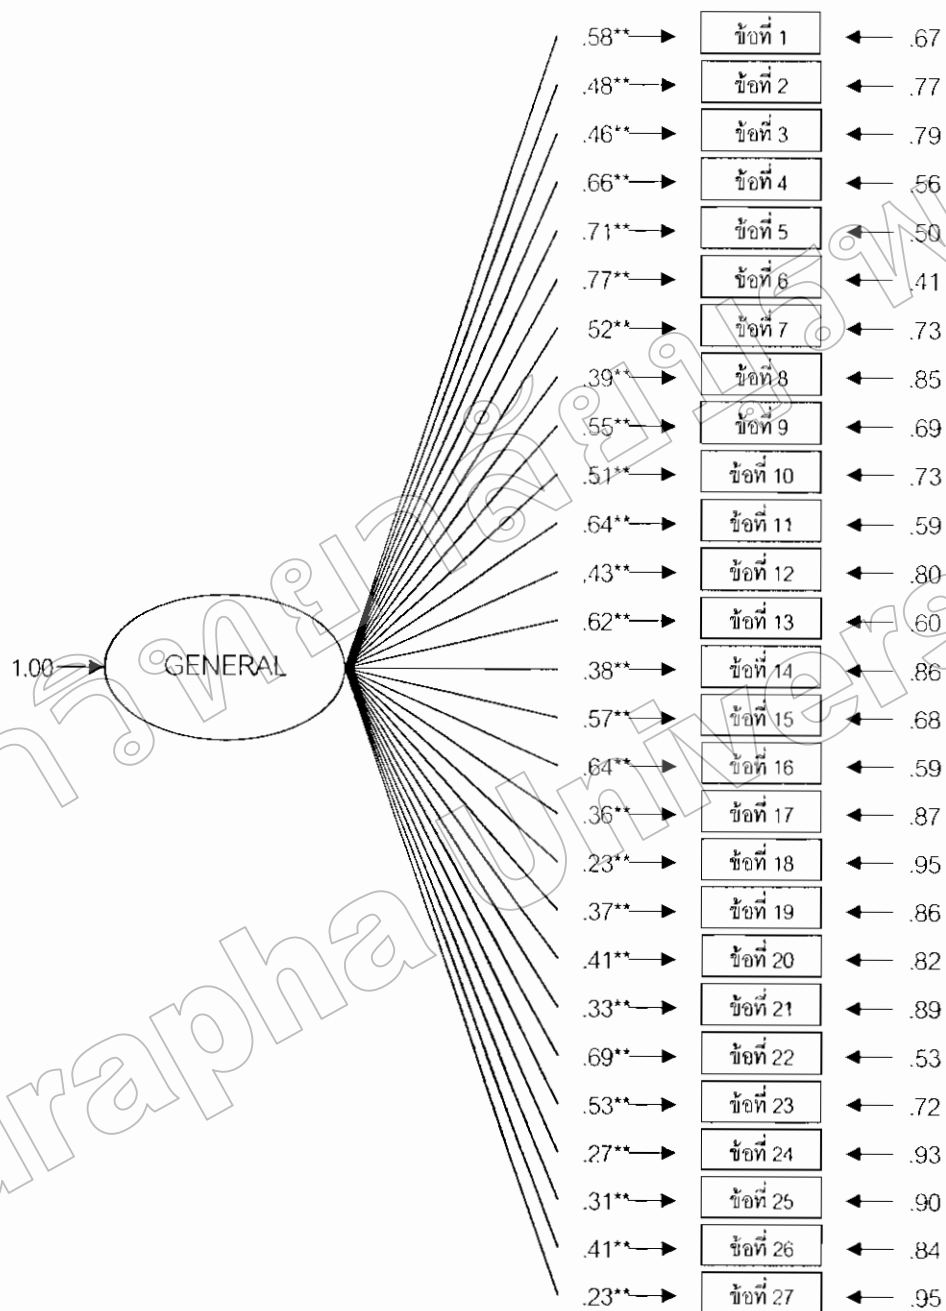 .58** ข้อที่ 1 .67
.48** ข้อที่ 2 .77
.46** ข้อที่ 3 .79
.66** ข้อที่ 4 .56
.71** ข้อที่ 5 .50
.77** ข้อที่ 6 .41
.52** ข้อที่ 7 .73
.39** ข้อที่ 8 .85
.55** ข้อที่ 9 .69
.51** ข้อที่ 10 .73
.64** ข้อที่ 11 .59
.43** ข้อที่ 12 .80
.62** ข้อที่ 13 .60
1.00 GENERAL .38** ข้อที่ 14 .86
.57** ข้อที่ 15 .68
.64** ข้อที่ 16 .59
.36** ข้อที่ 17 .87
.23** ข้อที่ 18 .95
.37** ข้อที่ 19 .86
.41** ข้อที่ 20 .82
.33** ข้อที่ 21 .89
.69** ข้อที่ 22 .53
.53** ข้อที่ 23 .72
.27** ข้อที่ 24 .93
.31** ข้อที่ 25 .90
.41** ข้อที่ 26 .84
.23** ข้อที่ 27 .95